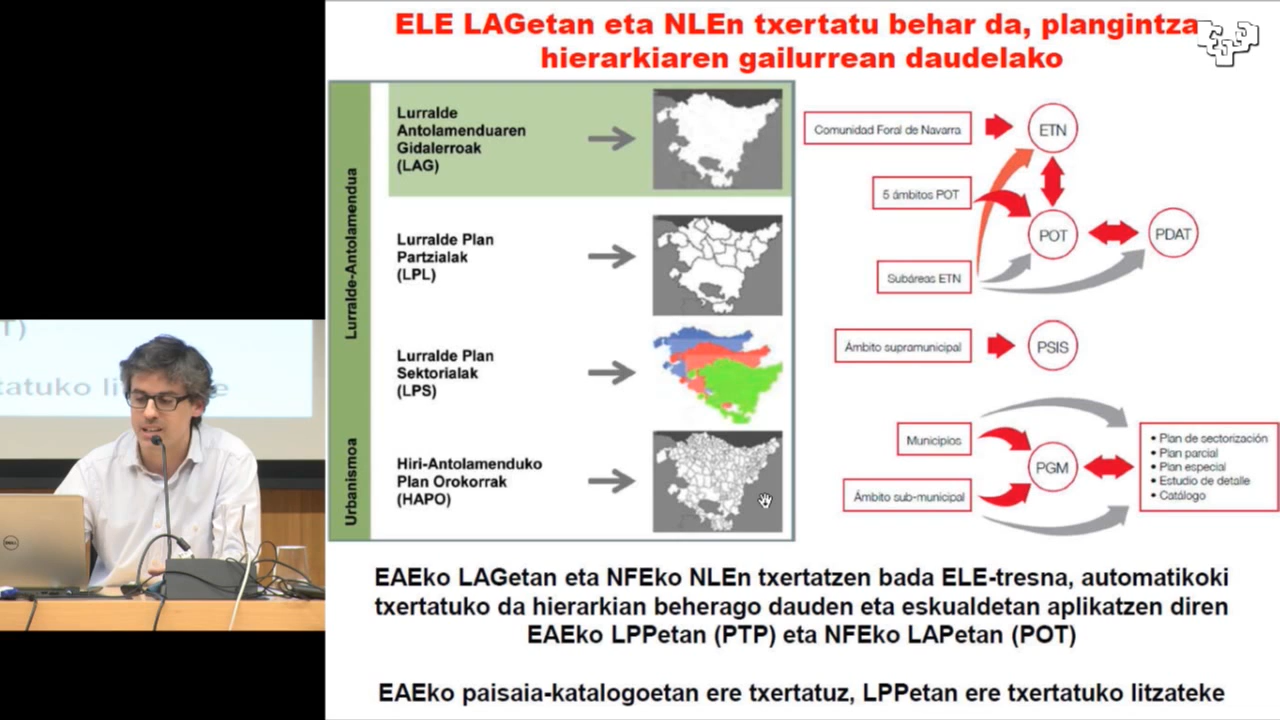 ELE LAGetan eta NLEn txertatu behar da, plangintza
hierarkiaren gailurrean daudelako
Lurralde-Antolamendua
Lurralde
Antolamenduaren
Gidalerroak
(LAG)
Lurralde Plan
Partzialak
(LPL)
Lurralde Plan
Sektorialak
(LPS)
Urbanismoa
Hiri-Antolamenduko
Plan Orokorrak
(HAPO)
Comunidad Foral de Navarra
ETN
5 ámbitos POT
POT
PDAT
Subáreas ETN
Ámbito supramunicipal
PSIS
Municipios
PGM
Ámbito sub-municipal
• Plan de sectorización
• Plan parcial
• Plan especial
• Estudio de detalle
• Catálogo
EAEko LAGetan eta NFEko NLEn txertatzen bada ELE-tresna, automatikoki
txertatuko da hierarkian beherago dauden eta eskualdetan aplikatzen diren
EAEko LPPetan (PTP) eta NFEko LAPetan (POT)
EAEko paisaia-katalogoetan ere txertatuz, LPPetan ere txertatuko litzateke
T)
tatuko li
e
DELL